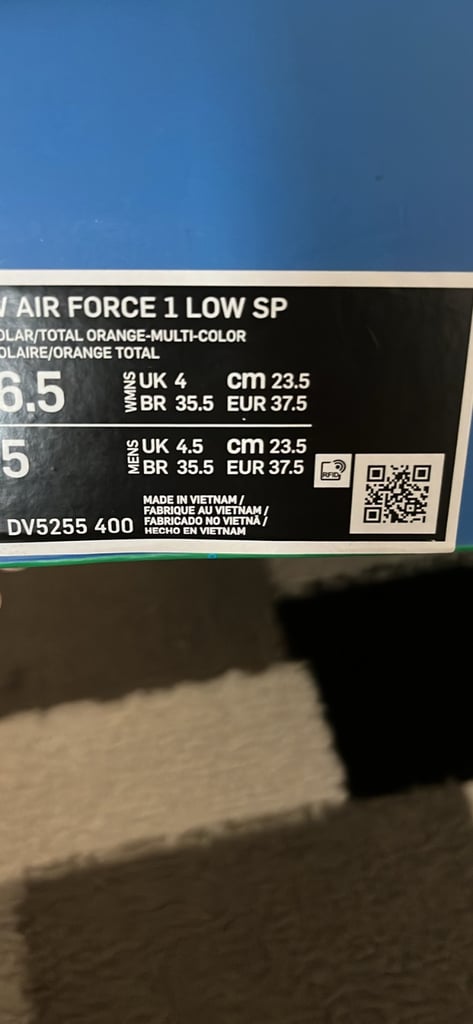 AIR FORCE 1 LOW SP
OLAR/TOTAL ORANGE-MULTI-COLOR
OLAIRE/ORANGE TOTAL
6.5 WMNS UK 4 cm 23.5
BR 35.5 EUR 37.5
5 MENS UK 4.5 cm 23.5
BR 35.5 EUR 37.5
RFID
MADE IN VIETNAM /
FABRIQUE AU VIETNAM /
FABRICADO NO VIETNÃ /
HECHO EN VIETNAM
DV5255 400